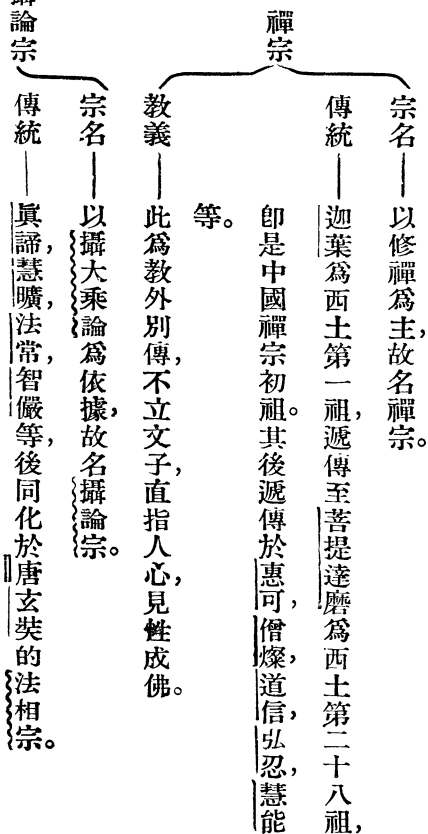 禪宗
宗名——以修禪爲主，故名禪宗。
傳統——迦葉爲西土第一祖，遞傳至菩提達磨爲西土第二十八祖，
卽是中國禪宗初祖。其後遞傳於惠可，僧燦，道信，弘忍，慧能
等。
教義——此爲教外別傳，不立文子，直指人心，見性成佛。
攝論宗
宗名——以攝大乘論爲依據，故名攝論宗。
傳統——眞諦，慧曠，法常，智儼等，後同化於唐玄奘的法相宗。